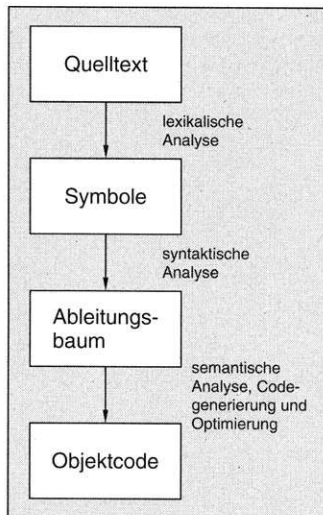 Quelltext
lexikalische
Analyse
Symbole
syntaktische
Analyse
Ableitungs-
baum
semantische
Analyse, Code-
generierung und
Optimierung
Objektcode